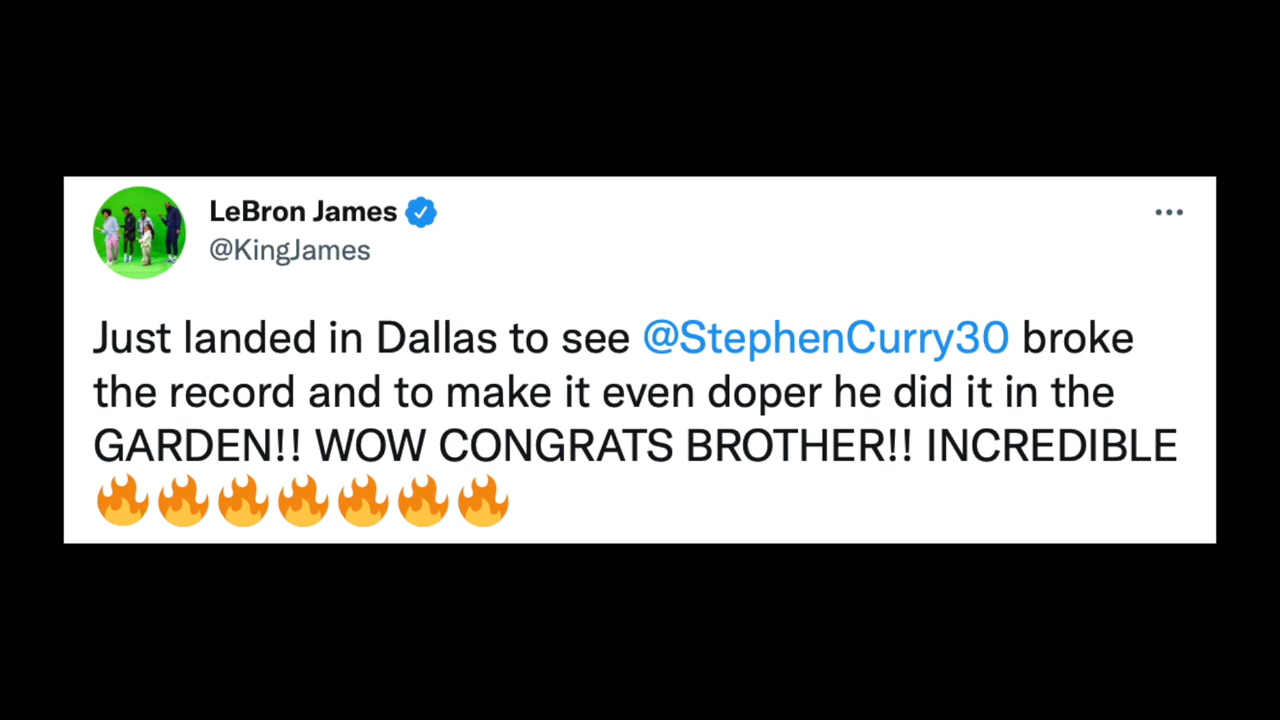 LeBron James
@KingJames
Just landed in Dallas to see @StephenCurry30 broke
the record and to make it even doper he did it in the
GARDEN!! WOW CONGRATS BROTHER!! INCREDIBLE
🔥🔥🔥🔥🔥🔥🔥